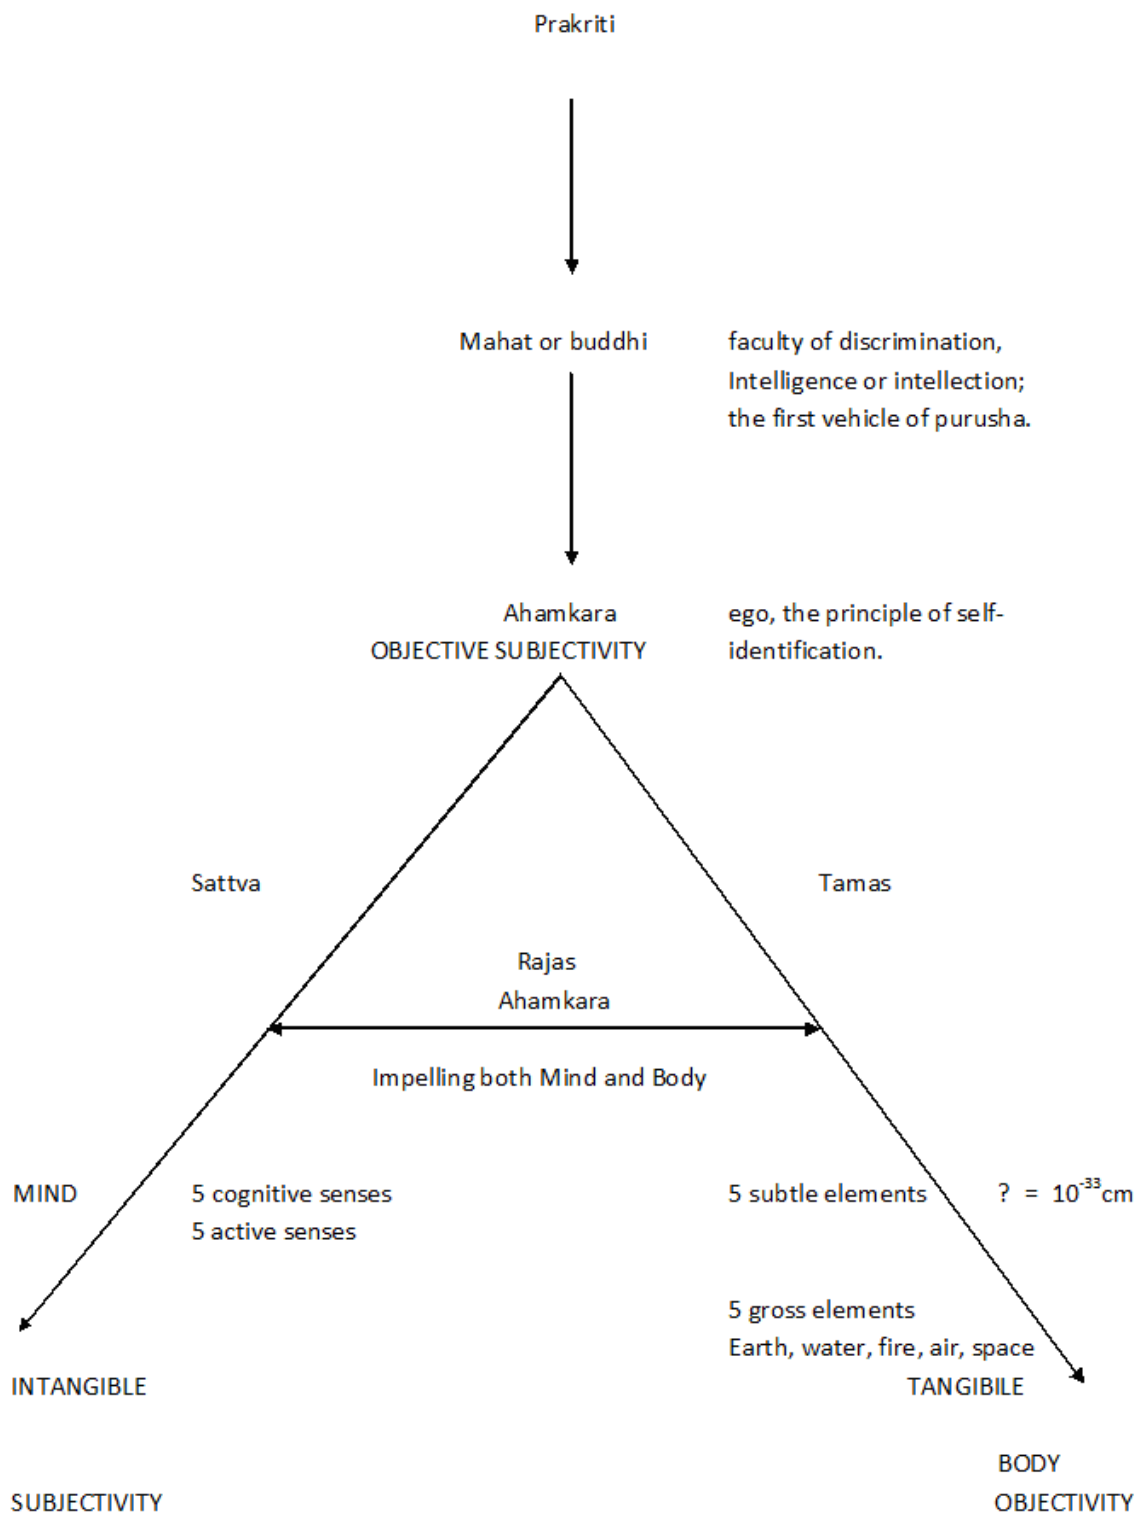 Prakriti
Mahat or buddhi
faculty of discrimination,
Intelligence or intellection;
the first vehicle of purusha.
Ahamkara
OBJECTIVE SUBJECTIVITY
ego, the principle of self-
identification.
Sattva
Tamas
Rajas
Ahamkara
Impelling both Mind and Body
MIND
5 cognitive senses
5 active senses
5 subtle elements
? = 10⁻³³cm
5 gross elements
Earth, water, fire, air, space
INTANGIBLE
TANGIBILE
BODY
SUBJECTIVITY
OBJECTIVITY